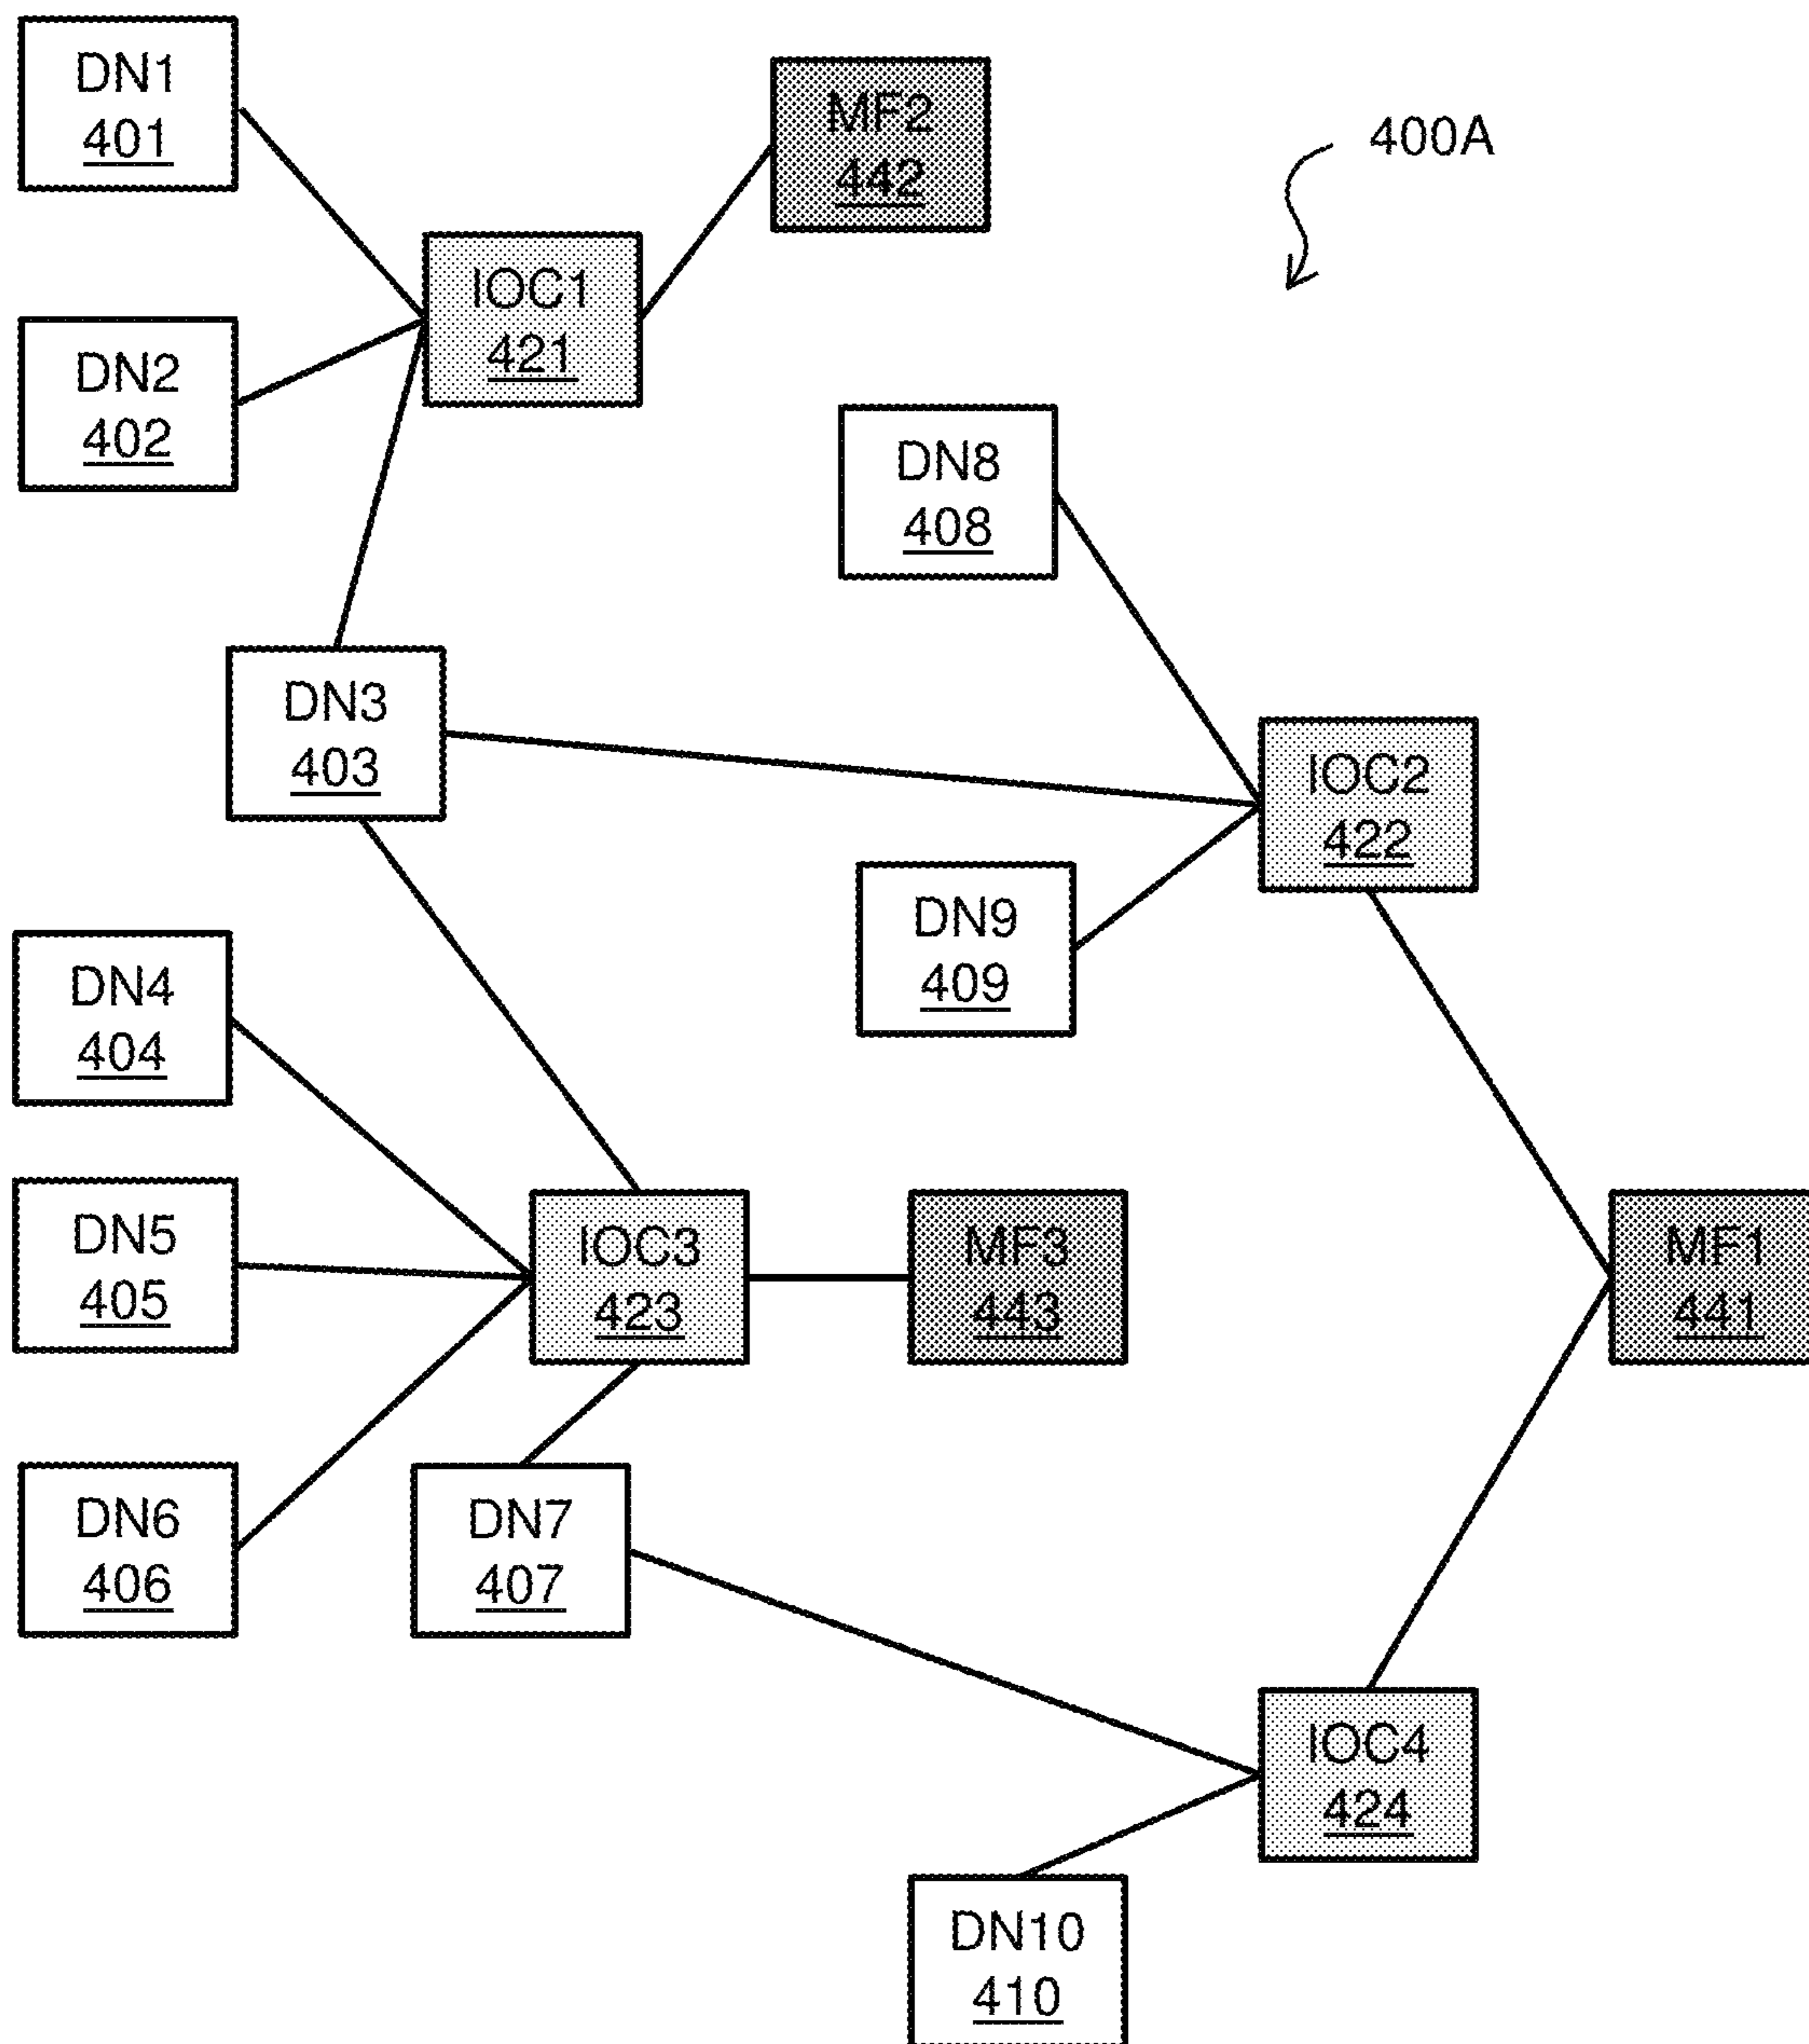 DN1
401
MF2
442
400A
IOC1
421
DN2
402
DN8
408
DN3
403
IOC2
422
DN9
409
DN4
404
DN5
405
IOC3
423
MF3
443
MF1
441
DN6
406
DN7
407
IOC4
424
DN10
410